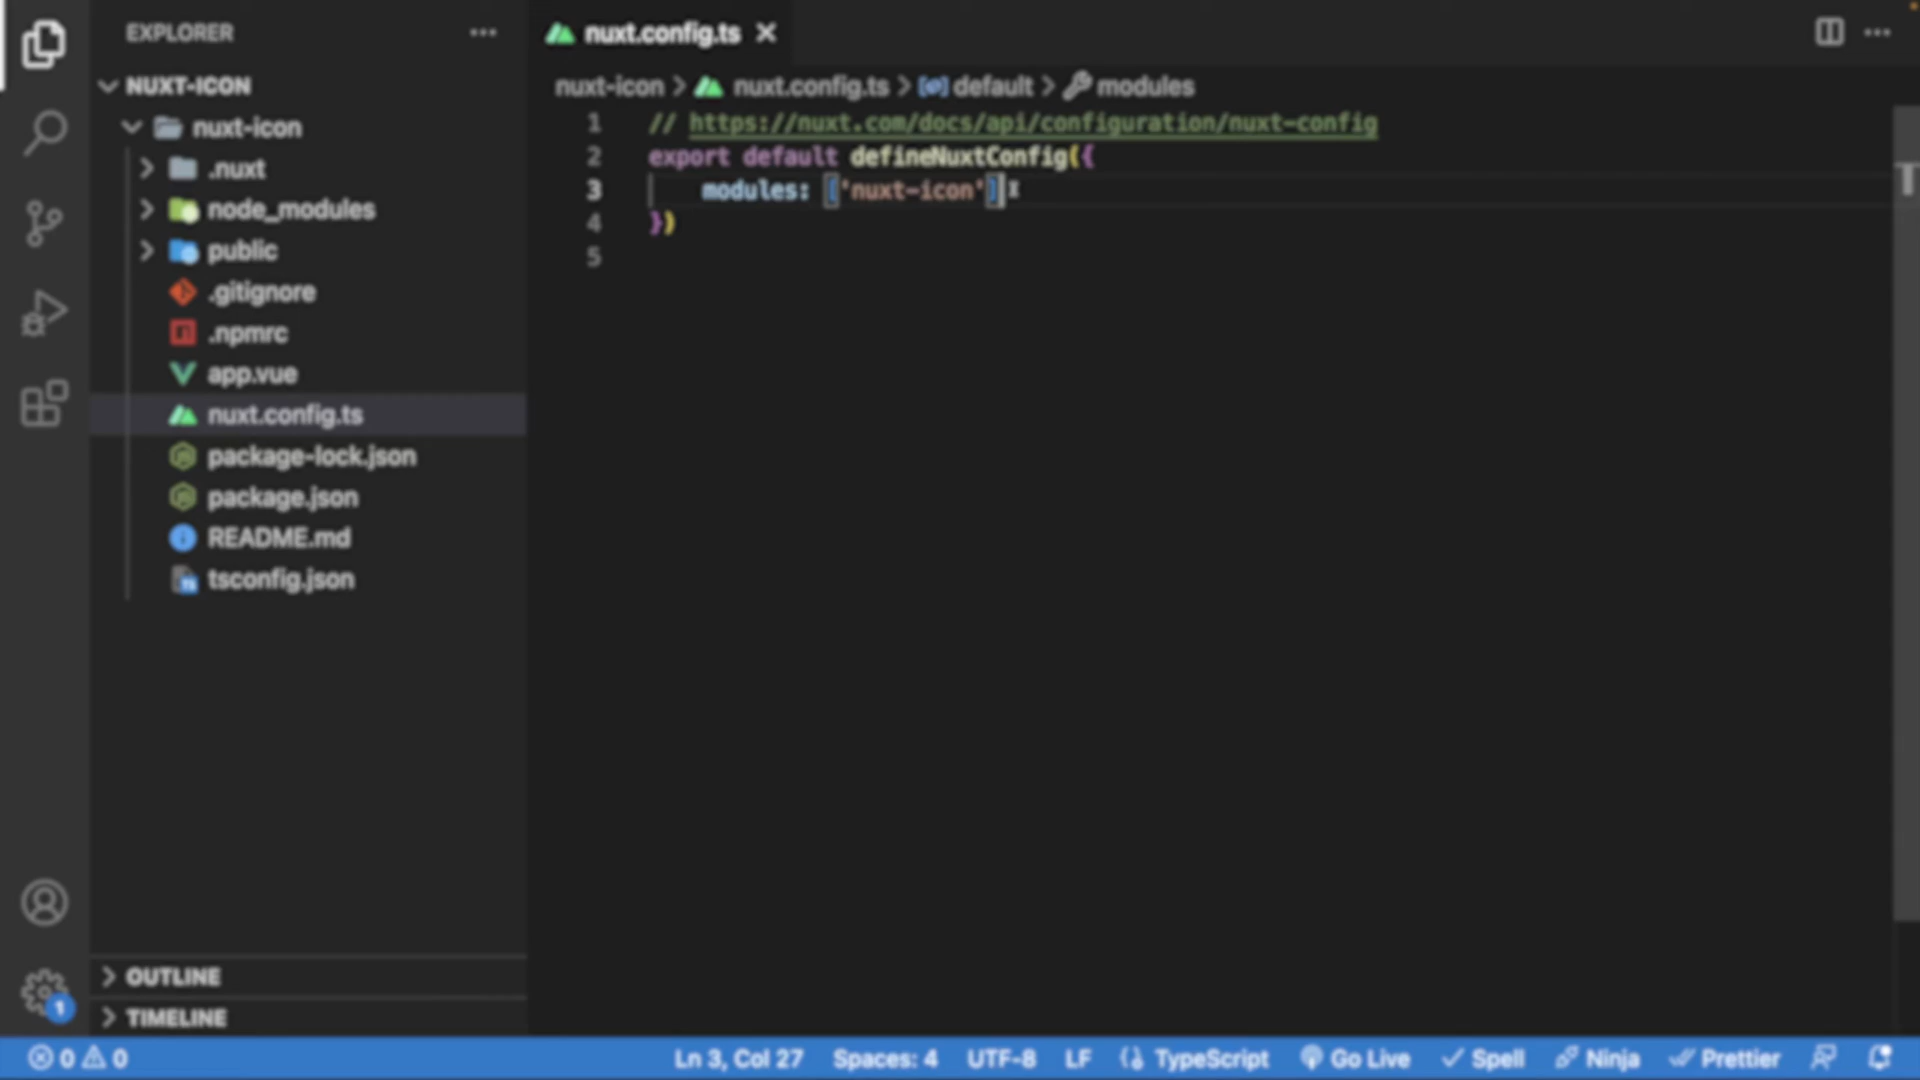 EXPLORER
NUXT-ICON
nuxt-icon
.nuxt
node_modules
public
.gitignore
.npmrc
app.vue
nuxt.config.ts
package-lock.json
package.json
README.md
tsconfig.json
OUTLINE
TIMELINE
nuxt.config.ts
nuxt-icon > nuxt.config.ts > default > modules
1 // https://nuxt.com/docs/api/configuration/nuxt-config
2 export default defineNuxtConfig({
3 modules: ['nuxt-icon']
4 })
5
1
0 0 Ln 3, Col 27 Spaces: 4 UTF-8 LF TypeScript Go Live Spell Ninja Prettier